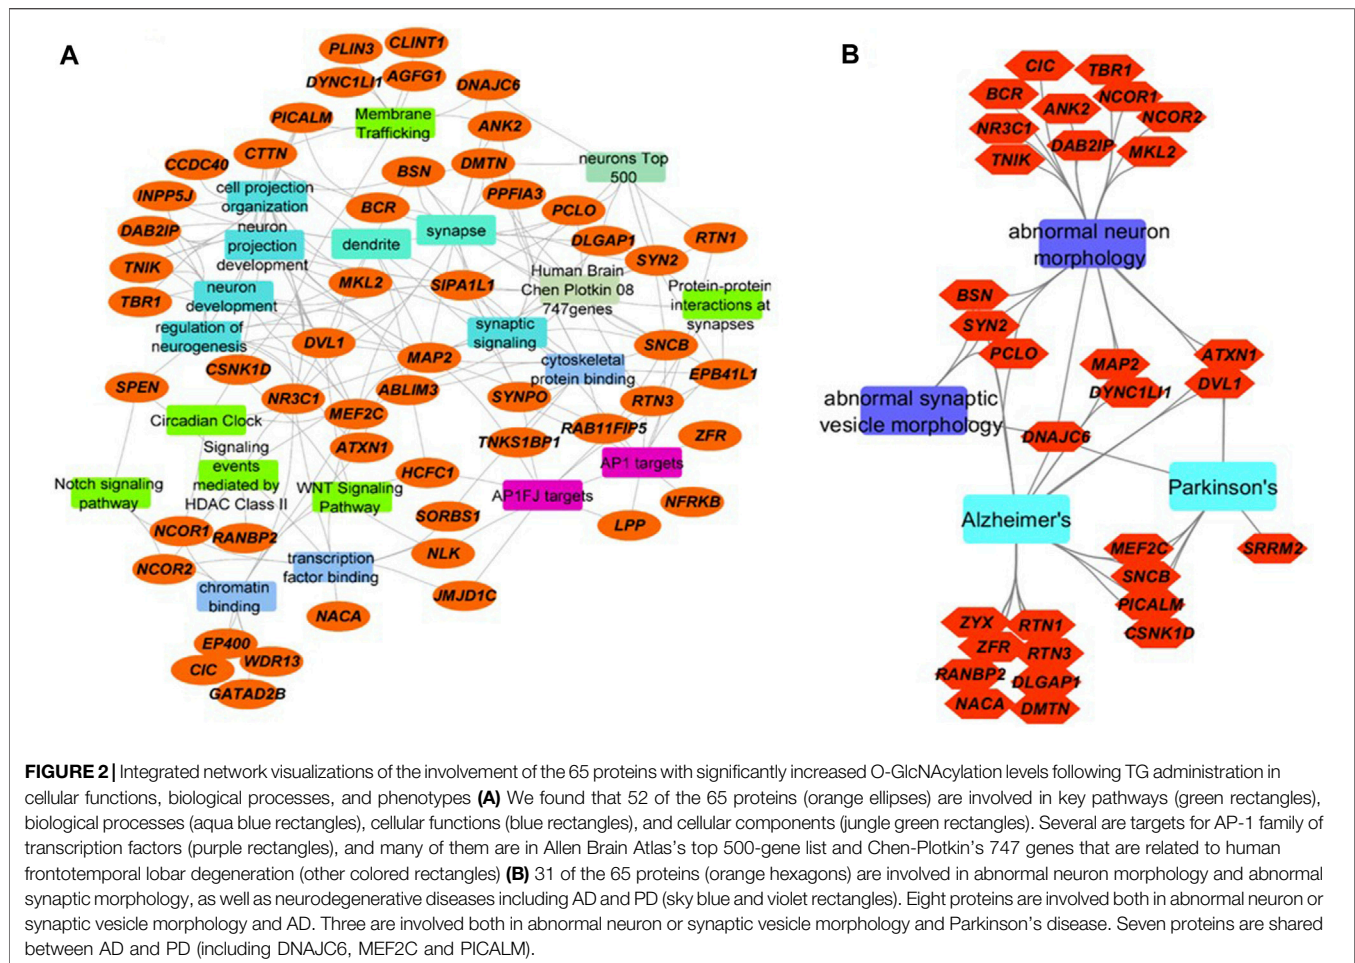 A
PLIN3
CLINT1
DYNC1LI1
AGFG1
DNAJC6
PICALM
Membrane
Trafficking
ANK2
CTTN
CCDC40
BSN
DMTN
neurons Top
500
INPP5J
cell projection
organization
BCR
PPFIA3
PCLO
DAB2IP
neuron
projection
development
dendrite
synapse
DLGAP1
RTN1
TNIK
SYN2
TBR1
neuron
development
MKL2
SIPA1L1
Human Brain
Chen Plotkin 08
747genes
Protein-protein
interactions at
synapses
regulation of
neurogenesis
DVL1
synaptic
signaling
SNCB
CSNK1D
MAP2
cytoskeletal
protein binding
EPB41L1
SPEN
NR3C1
ABLIM3
SYNPO
RTN3
Circadian Clock
MEF2C
RAB11FIP5
ZFR
Signaling
events
mediated by
HDAC Class II
ATXN1
TNKS1BP1
HCFC1
AP1 targets
Notch signaling
pathway
WNT Signaling
Pathway
AP1FJ targets
NFRKB
SORBS1
LPP
NCOR1
RANBP2
NLK
NCOR2
transcription
factor binding
chromatin
binding
JMJD1C
NACA
EP400
CIC
WDR13
GATAD2B
B
CIC
TBR1
BCR
NCOR1
ANK2
NCOR2
NR3C1
DAB2IP
MKL2
TNIK
abnormal neuron
morphology
BSN
SYN2
PCLO
MAP2
ATXN1
DYNC1LI1
DVL1
abnormal synaptic
vesicle morphology
DNAJC6
Parkinson's
Alzheimer's
MEF2C
SRRM2
SNCB
PICALM
CSNK1D
ZYX
RTN1
ZFR
RTN3
RANBP2
DLGAP1
NACA
DMTN
FIGURE 2 | Integrated network visualizations of the involvement of the 65 proteins with significantly increased O-GlcNAcylation levels following TG administration in
cellular functions, biological processes, and phenotypes (A) We found that 52 of the 65 proteins (orange ellipses) are involved in key pathways (green rectangles),
biological processes (aqua blue rectangles), cellular functions (blue rectangles), and cellular components (jungle green rectangles). Several are targets for AP-1 family of
transcription factors (purple rectangles), and many of them are in Allen Brain Atlas's top 500-gene list and Chen-Plotkin's 747 genes that are related to human
frontotemporal lobar degeneration (other colored rectangles) (B) 31 of the 65 proteins (orange hexagons) are involved in abnormal neuron morphology and abnormal
synaptic morphology, as well as neurodegenerative diseases including AD and PD (sky blue and violet rectangles). Eight proteins are involved both in abnormal neuron or
synaptic vesicle morphology and AD. Three are involved both in abnormal neuron or synaptic vesicle morphology and Parkinson's disease. Seven proteins are shared
between AD and PD (including DNAJC6, MEF2C and PICALM).